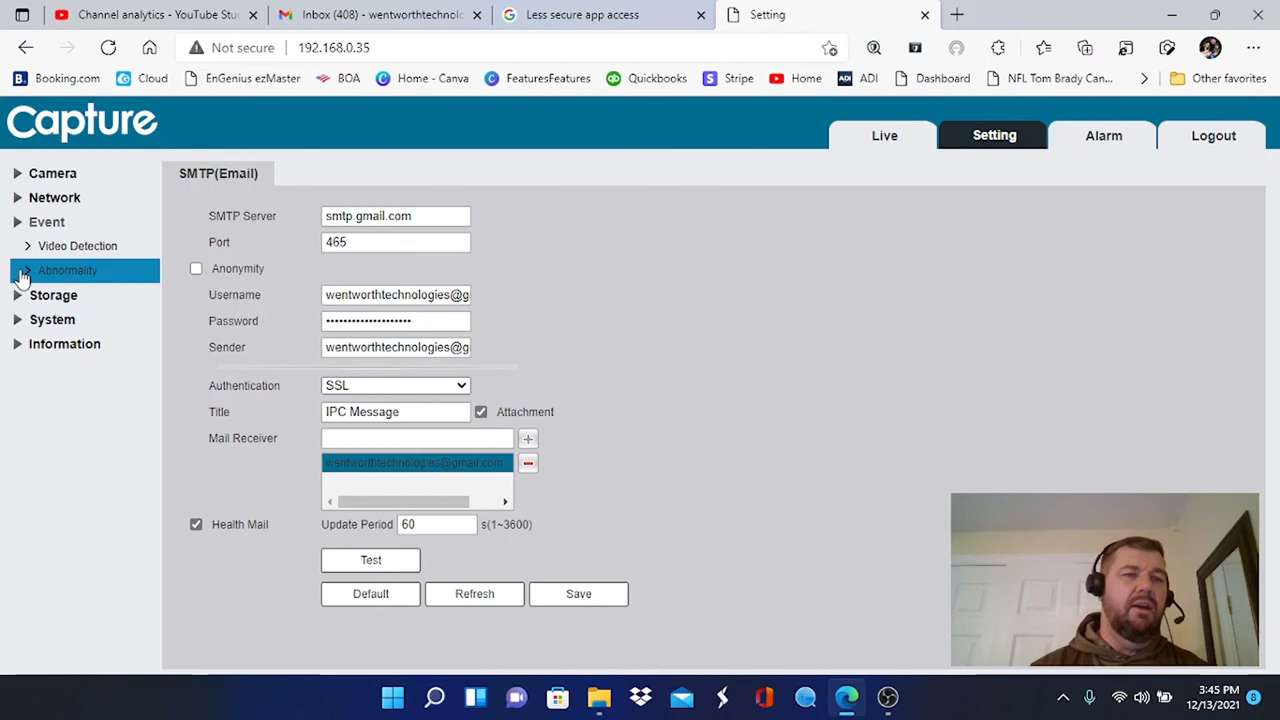 Channel analytics - YouTube Stu
Inbox (408) - wentworthtechnolo
Less secure app access
Setting
Not secure
192.168.0.35
B.
Booking.com
Cloud
EnGenius ezMaster
BOA
Home - Canva
FeaturesFeatures
qb
Quickbooks
S
Stripe
Home
ADI
ADI
Dashboard
NFL Tom Brady Can...
Other favorites
Capture
Live
Setting
Alarm
Logout
Camera
Network
Event
Video Detection
Abnormality
Storage
System
Information
SMTP(Email)
SMTP Server
smtp.gmail.com
Port
465
Anonymity
Username
wentworthtechnologies@g
Password
Sender
wentworthtechnologies@g
Authentication
SSL
Title
IPC Message
Attachment
Mail Receiver
wentworthtechnologies@gmail.com
Health Mail
Update Period
60
s(1~3600)
Test
Default
Refresh
Save
3:45 PM
12/13/2021
8